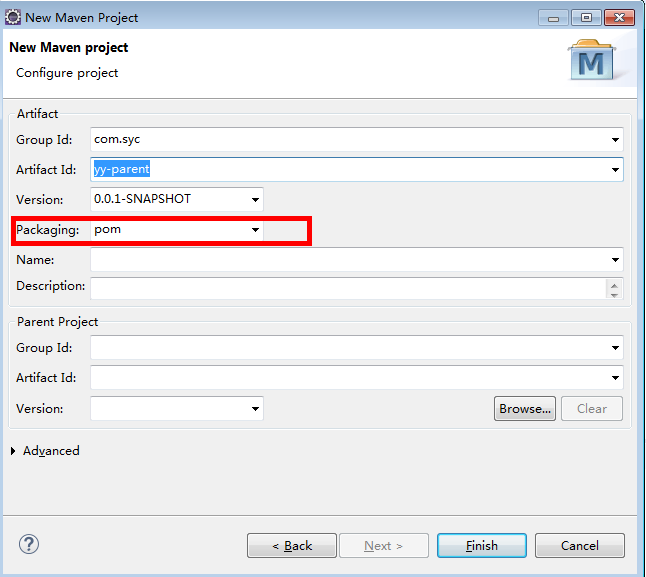 New Maven Project
New Maven project
Configure project
M
Artifact
Group Id: com.syc
Artifact Id: yy-parent
Version: 0.0.1-SNAPSHOT
Packaging: pom
Name:
Description:
Parent Project
Group Id:
Artifact Id:
Version: Browse... Clear
Advanced
? < Back Next > Finish Cancel